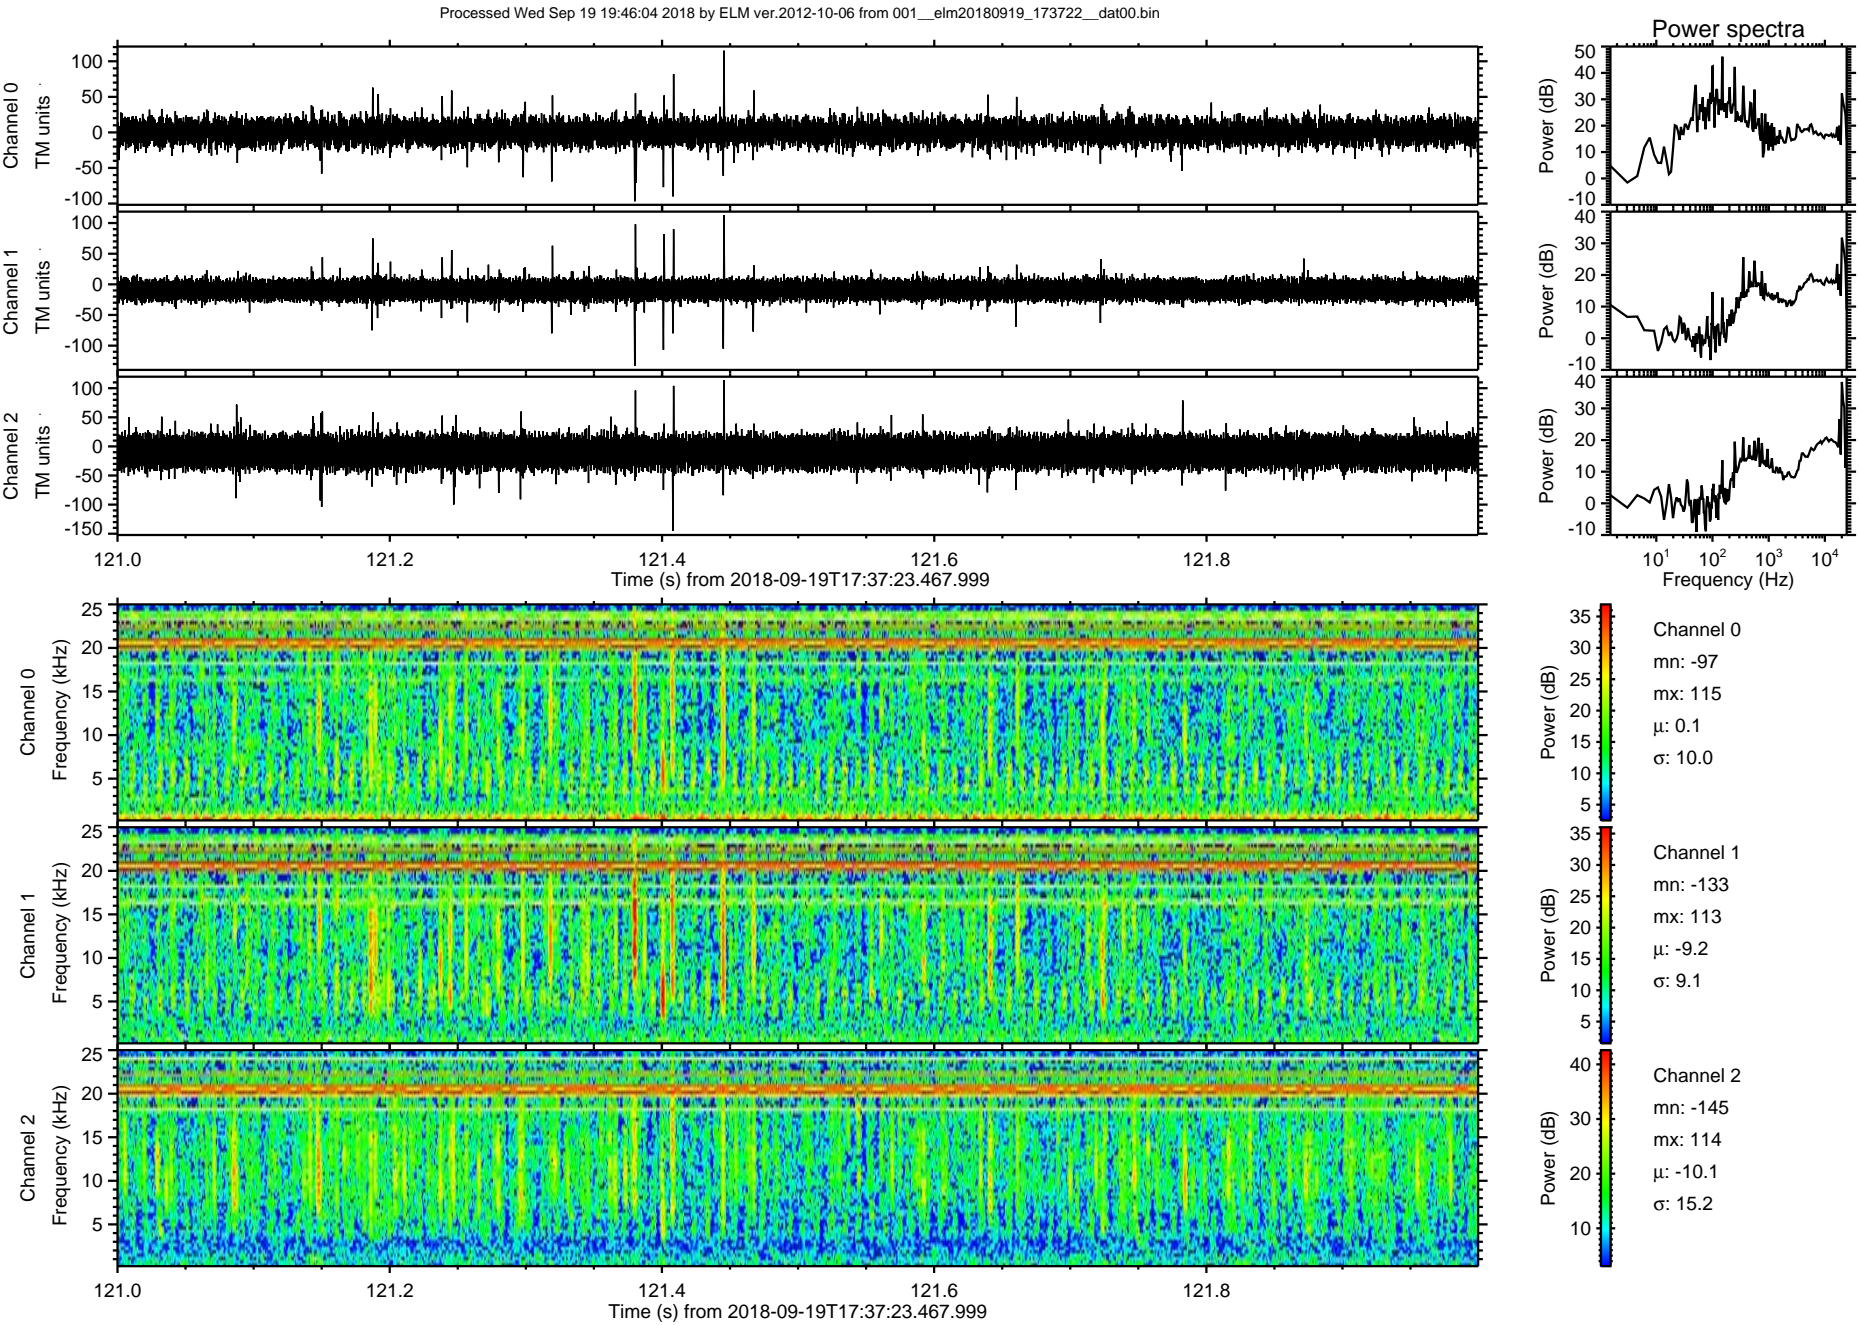 Processed Wed Sep 19 19:46:04 2018 by ELM ver.2012-10-06 from 001__elm20180919_173722__dat00.bin
Power spectra
Channel 0
TM units
100
50
0
-50
-100
Power (dB)
50
40
30
20
10
0
-10
Channel 1
TM units
100
50
0
-50
-100
Power (dB)
40
30
20
10
0
-10
Channel 2
TM units
100
50
0
-50
-100
-150
Power (dB)
40
30
20
10
0
-10
121.0 121.2 121.4 121.6 121.8
Time (s) from 2018-09-19T17:37:23.467.999
10¹ 10² 10³ 10⁴
Frequency (Hz)
Channel 0
Frequency (kHz)
25
20
15
10
5
Power (dB)
35
30
25
20
15
10
5
Channel 0
mn: -97
mx: 115
μ: 0.1
σ: 10.0
Channel 1
Frequency (kHz)
25
20
15
10
5
Power (dB)
35
30
25
20
15
10
5
Channel 1
mn: -133
mx: 113
μ: -9.2
σ: 9.1
Channel 2
Frequency (kHz)
25
20
15
10
5
Power (dB)
40
30
20
10
Channel 2
mn: -145
mx: 114
μ: -10.1
σ: 15.2
121.0 121.2 121.4 121.6 121.8
Time (s) from 2018-09-19T17:37:23.467.999